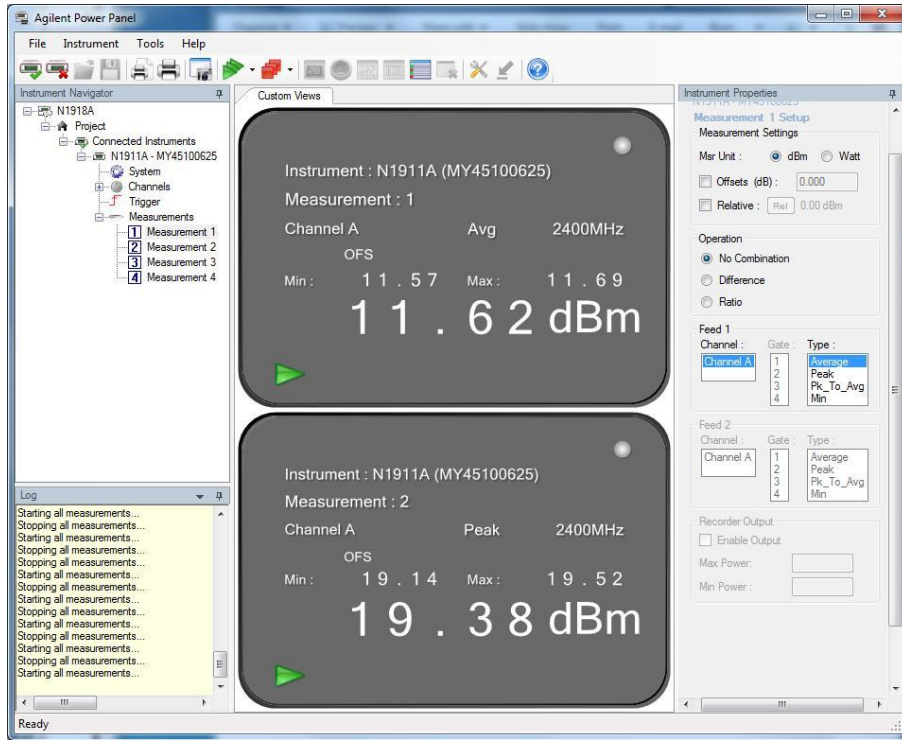 Agilent Power Panel
File Instrument Tools Help
Instrument Navigator
N1918A
Project
Connected Instruments
N1911A - MY45100625
System
Channels
Trigger
Measurements
1 Measurement 1
2 Measurement 2
3 Measurement 3
4 Measurement 4
Log
Starting all measurements...
Stopping all measurements...
Starting all measurements...
Stopping all measurements...
Stopping all measurements...
Starting all measurements...
Stopping all measurements...
Starting all measurements...
Stopping all measurements...
Starting all measurements...
Stopping all measurements...
Starting all measurements...
Stopping all measurements...
Starting all measurements...
Custom Views
Instrument : N1911A (MY45100625)
Measurement : 1
Channel A Avg 2400MHz
OFS
Min : 11.57 Max : 11.69
11.62 dBm
Instrument : N1911A (MY45100625)
Measurement : 2
Channel A Peak 2400MHz
OFS
Min : 19.14 Max : 19.52
19.38 dBm
Instrument Properties
N1911A - MY45100625
Measurement 1 Setup
Measurement Settings
Msr Unit : dBm Watt
Offsets (dB) : 0.000
Relative : Rel 0.00 dBm
Operation
No Combination
Difference
Ratio
Feed 1
Channel : Gate : Type :
Channel A 1 Average
2 Peak
3 Pk_To_Avg
4 Min
Feed 2
Channel : Gate : Type :
Channel A 1 Average
2 Peak
3 Pk_To_Avg
4 Min
Recorder Output
Enable Output
Max Power:
Min Power :
Ready